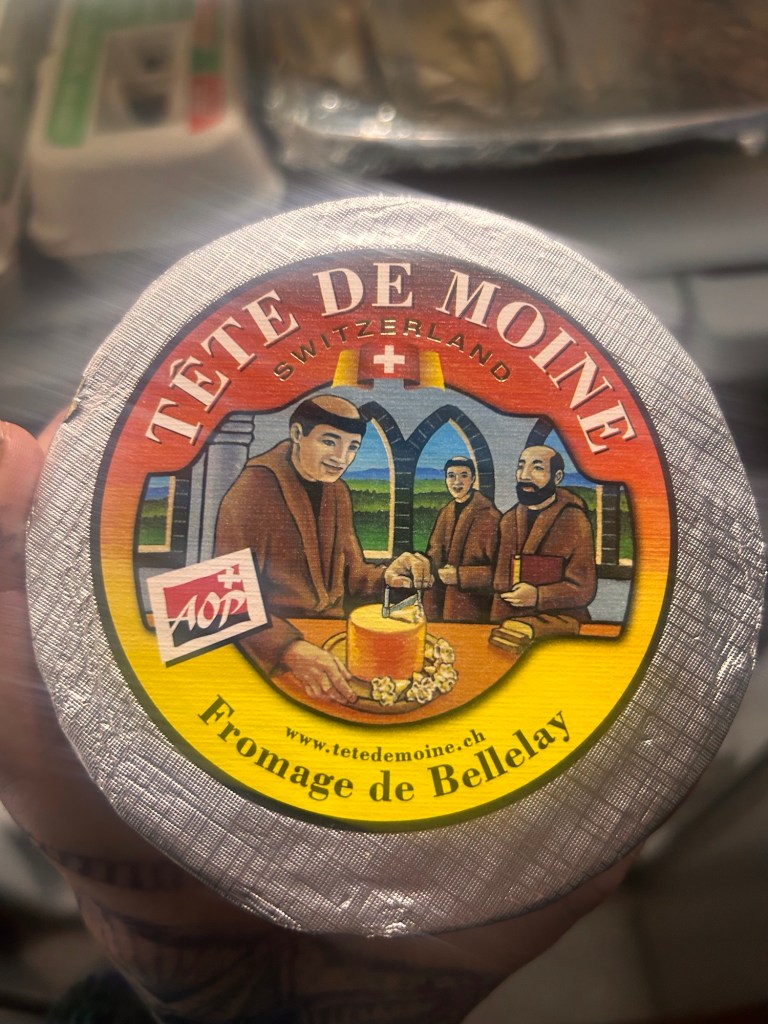 TÊTE DE MOINE
SWITZERLAND
AOP
www.tetedemoine.ch
Fromage de Bellelay